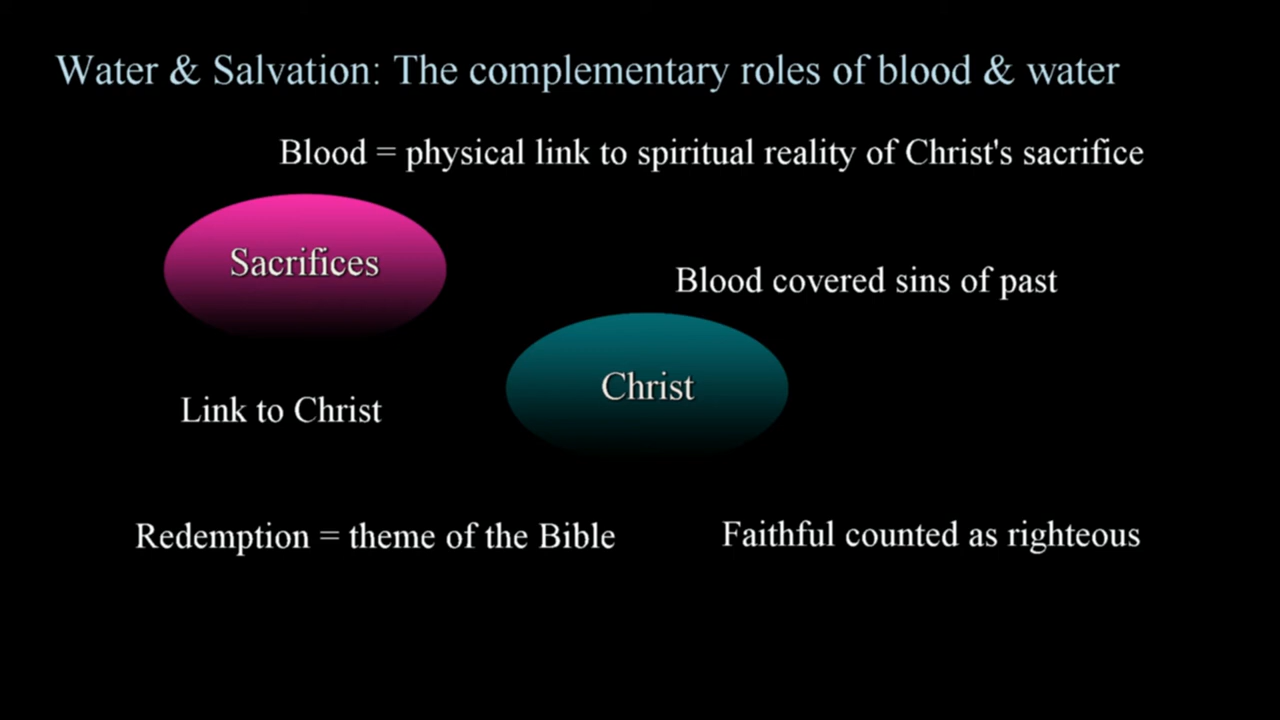 Water & Salvation: The complementary roles of blood & water
Blood = physical link to spiritual reality of Christ's sacrifice
Sacrifices
Blood covered sins of past
Christ
Link to Christ
Redemption = theme of the Bible
Faithful counted as righteous